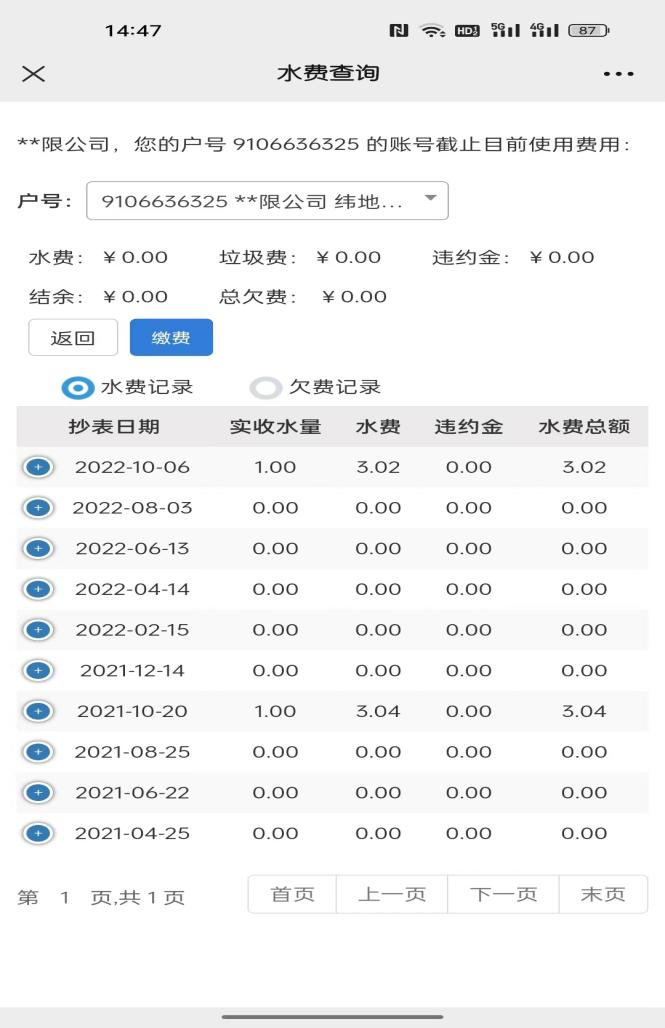 14:47 N HD 5G 4G 87
水费查询
**限公司，您的户号 9106636325 的账号截止目前使用费用：
户号： 9106636325 **限公司 纬地...
水费： ￥0.00 垃圾费： ￥0.00 违约金： ￥0.00
结余： ￥0.00 总欠费： ￥0.00
返回 缴费
水费记录 欠费记录
抄表日期 实收水量 水费 违约金 水费总额
2022-10-06 1.00 3.02 0.00 3.02
2022-08-03 0.00 0.00 0.00 0.00
2022-06-13 0.00 0.00 0.00 0.00
2022-04-14 0.00 0.00 0.00 0.00
2022-02-15 0.00 0.00 0.00 0.00
2021-12-14 0.00 0.00 0.00 0.00
2021-10-20 1.00 3.04 0.00 3.04
2021-08-25 0.00 0.00 0.00 0.00
2021-06-22 0.00 0.00 0.00 0.00
2021-04-25 0.00 0.00 0.00 0.00
第 1 页,共 1 页 首页 上一页 下一页 末页